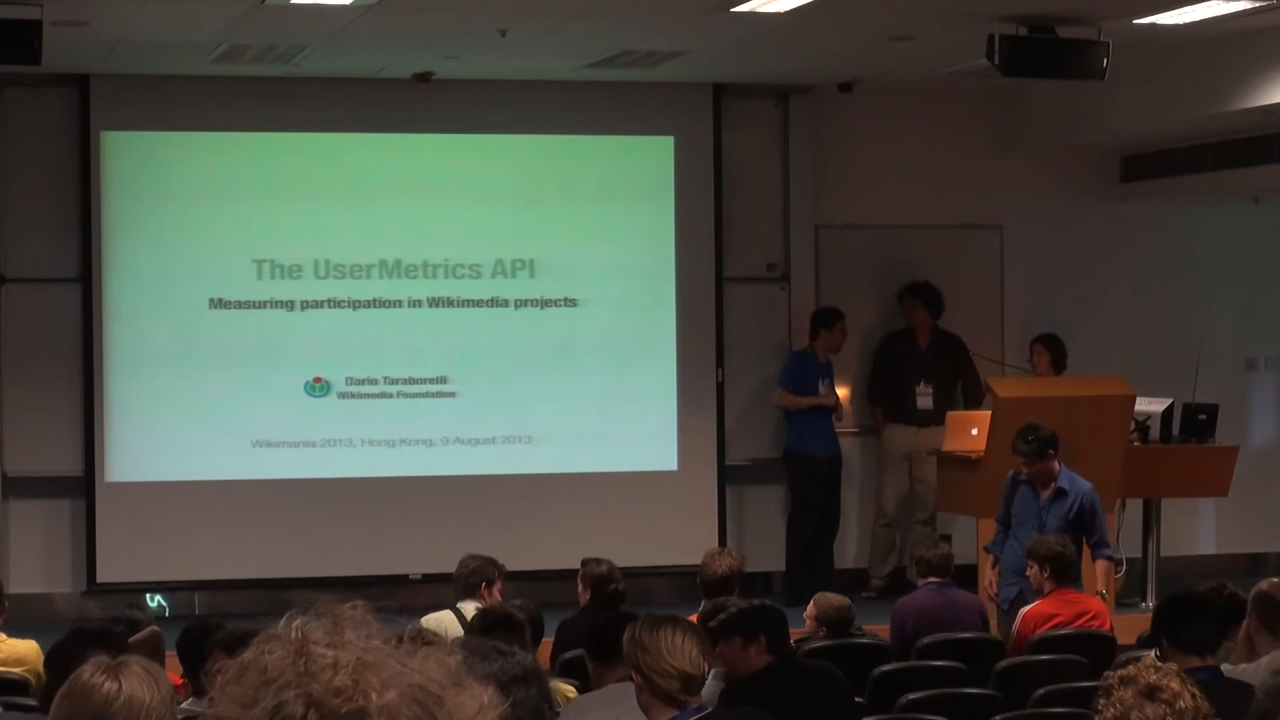 The UserMetrics API
Measuring participation in Wikimedia projects
Dario Taraborelli
Wikimedia Foundation
Wikimania 2013, Hong Kong, 9 August 2013